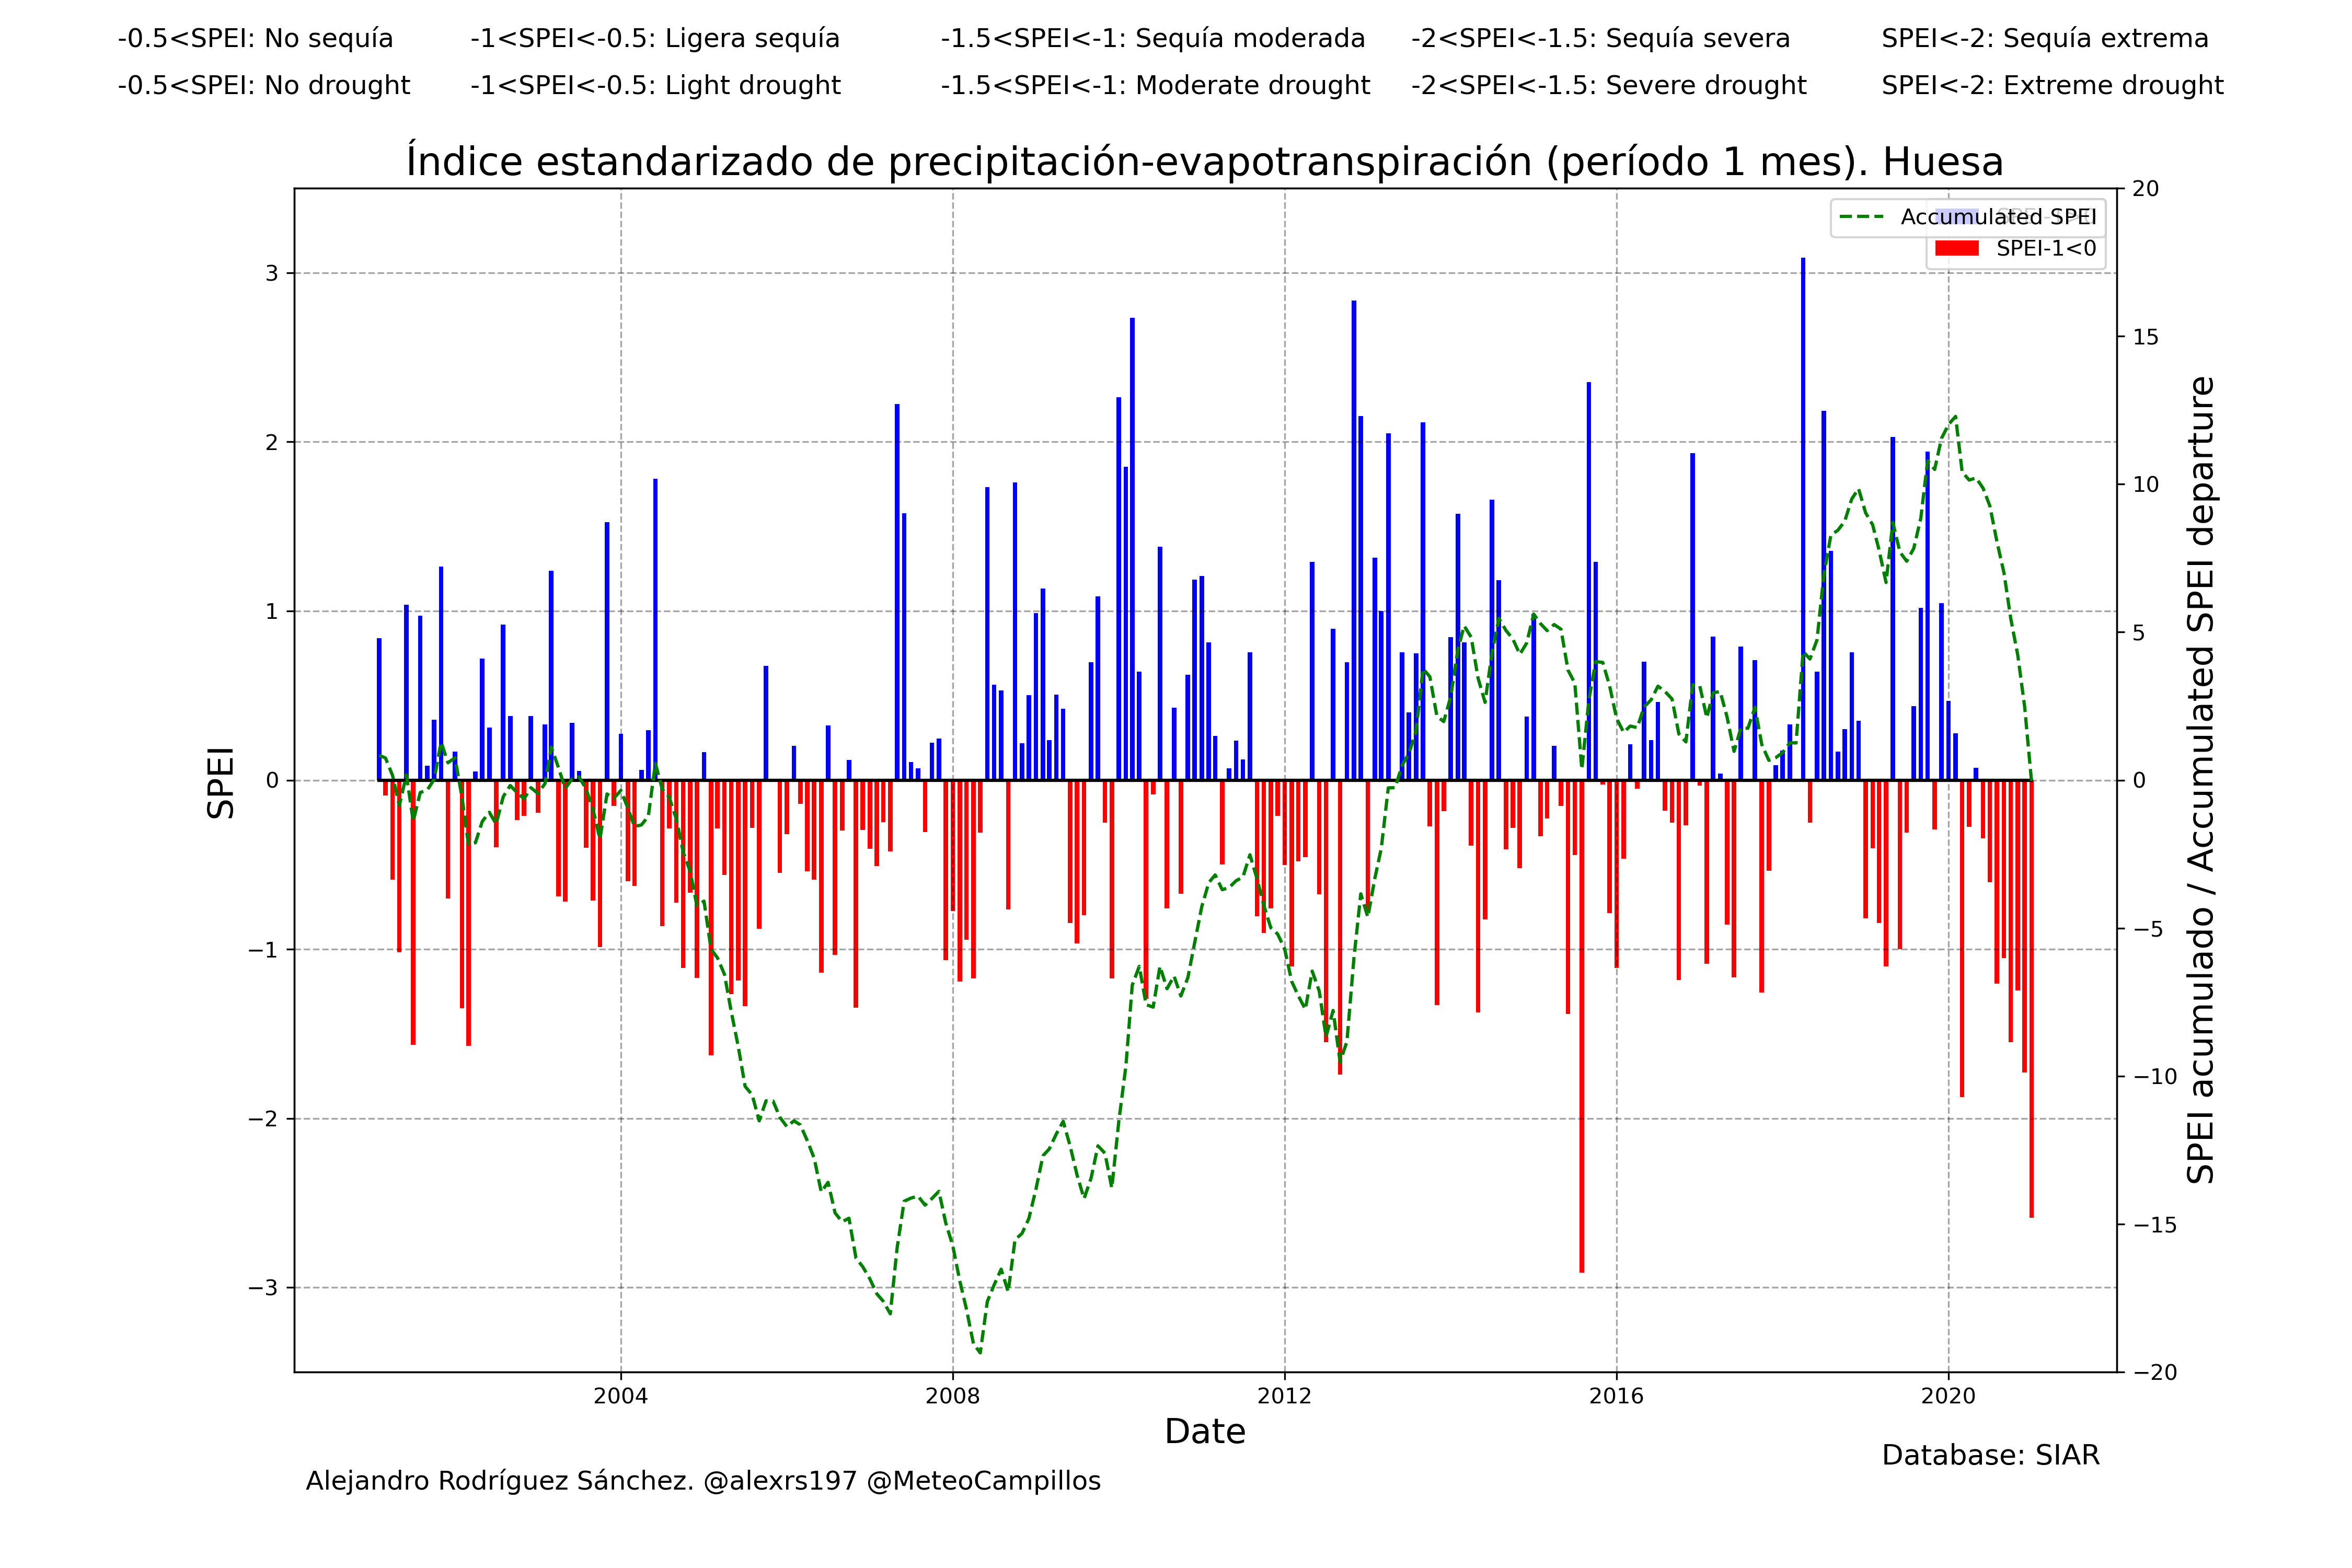 -0.5<SPEI: No sequía -1<SPEI<-0.5: Ligera sequía -1.5<SPEI<-1: Sequía moderada -2<SPEI<-1.5: Sequía severa SPEI<-2: Sequía extrema
-0.5<SPEI: No drought -1<SPEI<-0.5: Light drought -1.5<SPEI<-1: Moderate drought -2<SPEI<-1.5: Severe drought SPEI<-2: Extreme drought
Índice estandarizado de precipitación-evapotranspiración (período 1 mes). Huesa
Accumulated SPEI
SPEI-1<0
SPEI
3
2
1
0
−1
−2
−3
20
15
10
5
0
−5
−10
−15
−20
SPEI acumulado / Accumulated SPEI departure
2004 2008 2012 2016 2020
Date
Database: SIAR
Alejandro Rodríguez Sánchez. @alexrs197 @MeteoCampillos